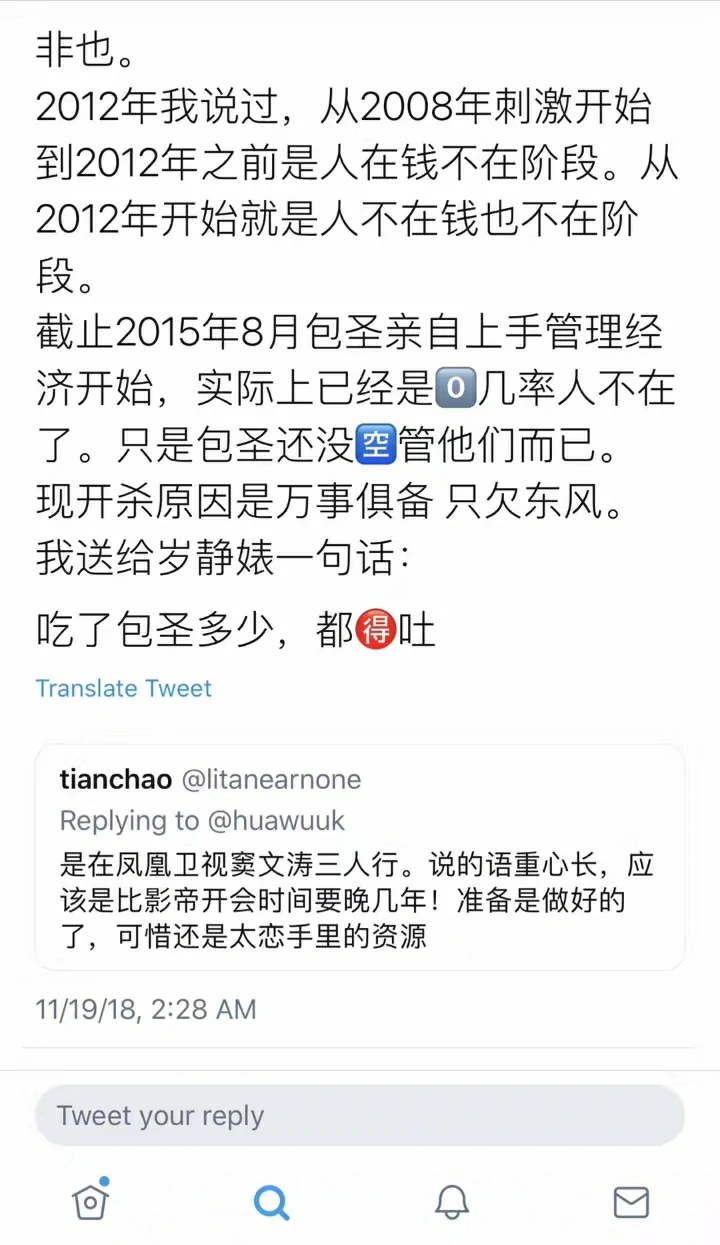 非也。
2012年我说过，从2008年刺激开始
到2012年之前是人在钱不在阶段。从
2012年开始就是人不在钱也不在阶
段。
截止2015年8月包圣亲自上手管理经
济开始，实际上已经是0️⃣几率人不在
了。只是包圣还没🈳管他们而已。
现开杀原因是万事俱备 只欠东风。
我送给岁静婊一句话：
吃了包圣多少，都🉐吐
Translate Tweet
tianchao @litanearnone
Replying to @huawuuk
是在凤凰卫视窦文涛三人行。说的语重心长，应
该是比影帝开会时间要晚几年！准备是做好的
了，可惜还是太恋手里的资源
11/19/18, 2:28 AM
Tweet your reply